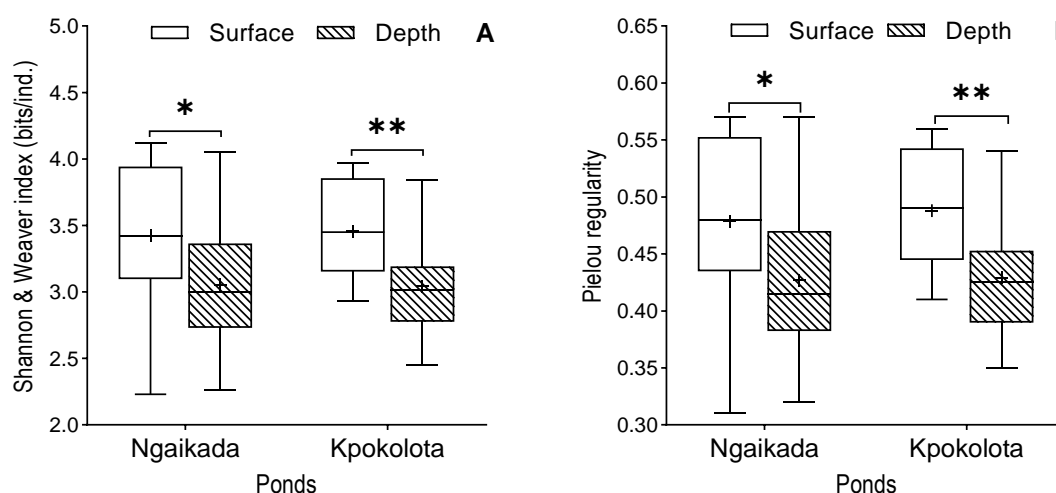 Surface Depth A
Shannon & Weaver index (bits/ind.)
5.0
4.5
4.0
3.5
3.0
2.5
2.0
*
**
Ngaikada Kpokolota
Ponds
Surface Depth
Pielou regularity
0.65
0.60
0.55
0.50
0.45
0.40
0.35
0.30
*
**
Ngaikada Kpokolota
Ponds